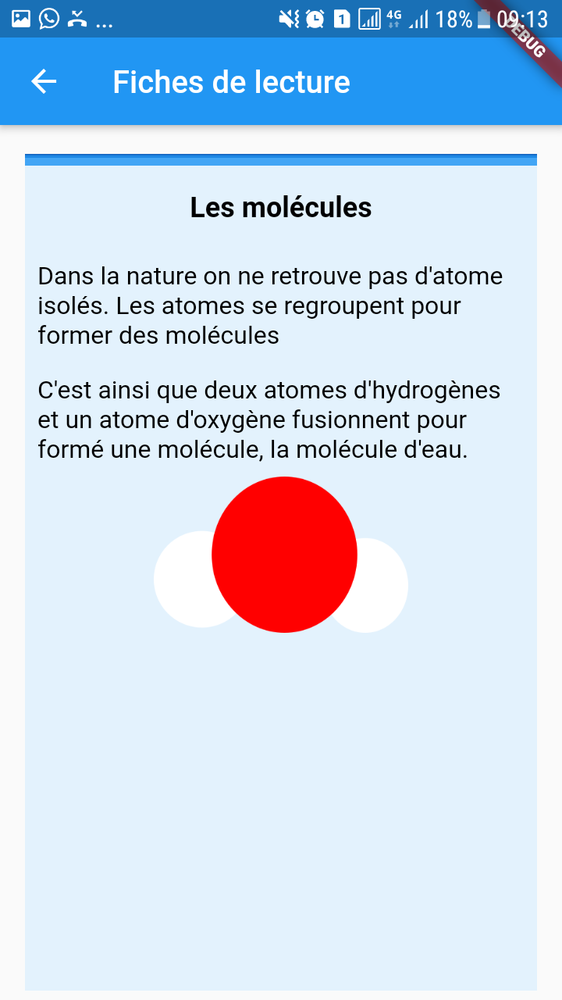 ... 1 4G 18% 09:13
DEBUG
Fiches de lecture
Les molécules
Dans la nature on ne retrouve pas d'atome
isolés. Les atomes se regroupent pour
former des molécules
C'est ainsi que deux atomes d'hydrogènes
et un atome d'oxygène fusionnent pour
formé une molécule, la molécule d'eau.